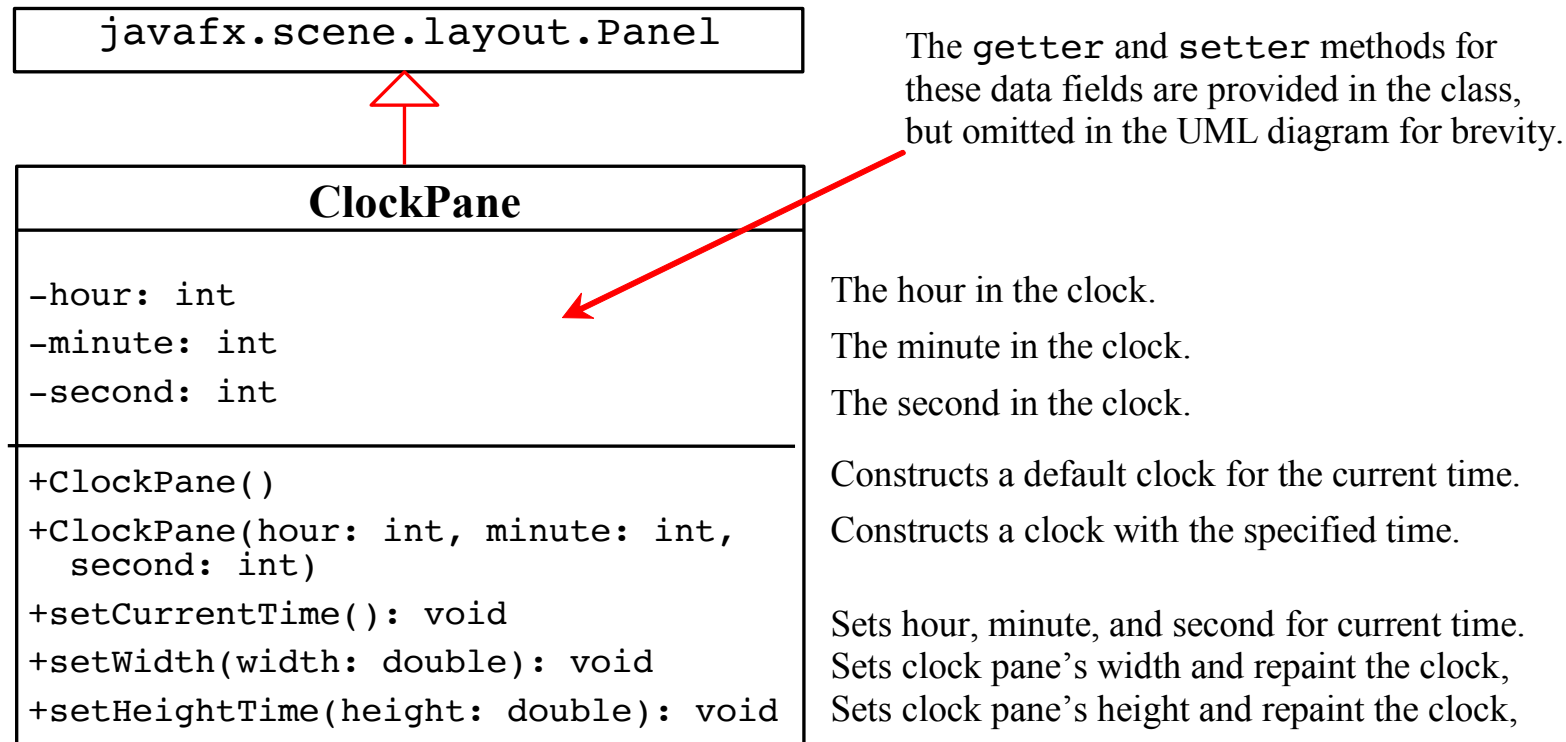 javafx.scene.layout.Panel
The getter and setter methods for
these data fields are provided in the class,
but omitted in the UML diagram for brevity.
ClockPane
-hour: int
The hour in the clock.
-minute: int
The minute in the clock.
-second: int
The second in the clock.
+ClockPane()
Constructs a default clock for the current time.
+ClockPane(hour: int, minute: int,
second: int)
Constructs a clock with the specified time.
+setCurrentTime(): void
Sets hour, minute, and second for current time.
+setWidth(width: double): void
Sets clock pane’s width and repaint the clock,
+setHeightTime(height: double): void
Sets clock pane’s height and repaint the clock,